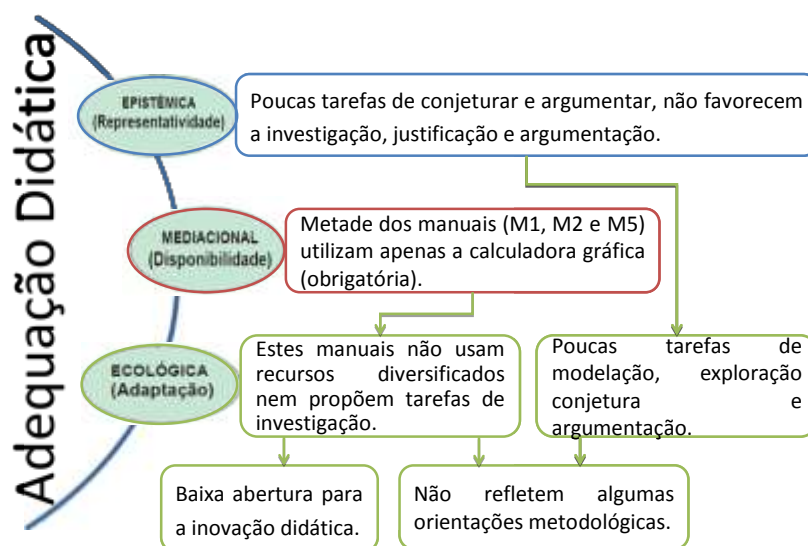 Adequação Didática
EPISTÊMICA
(Representatividade)
Poucas tarefas de conjeturar e argumentar, não favorecem
a investigação, justificação e argumentação.
MEDIACIONAL
(Disponibilidade)
Metade dos manuais (M1, M2 e M5)
utilizam apenas a calculadora gráfica
(obrigatória).
ECOLÓGICA
(Adaptação)
Estes manuais não usam
recursos diversificados
nem propõem tarefas de
investigação.
Poucas tarefas de
modelação, exploração
conjetura e
argumentação.
Baixa abertura para
a inovação didática.
Não refletem algumas
orientações metodológicas.